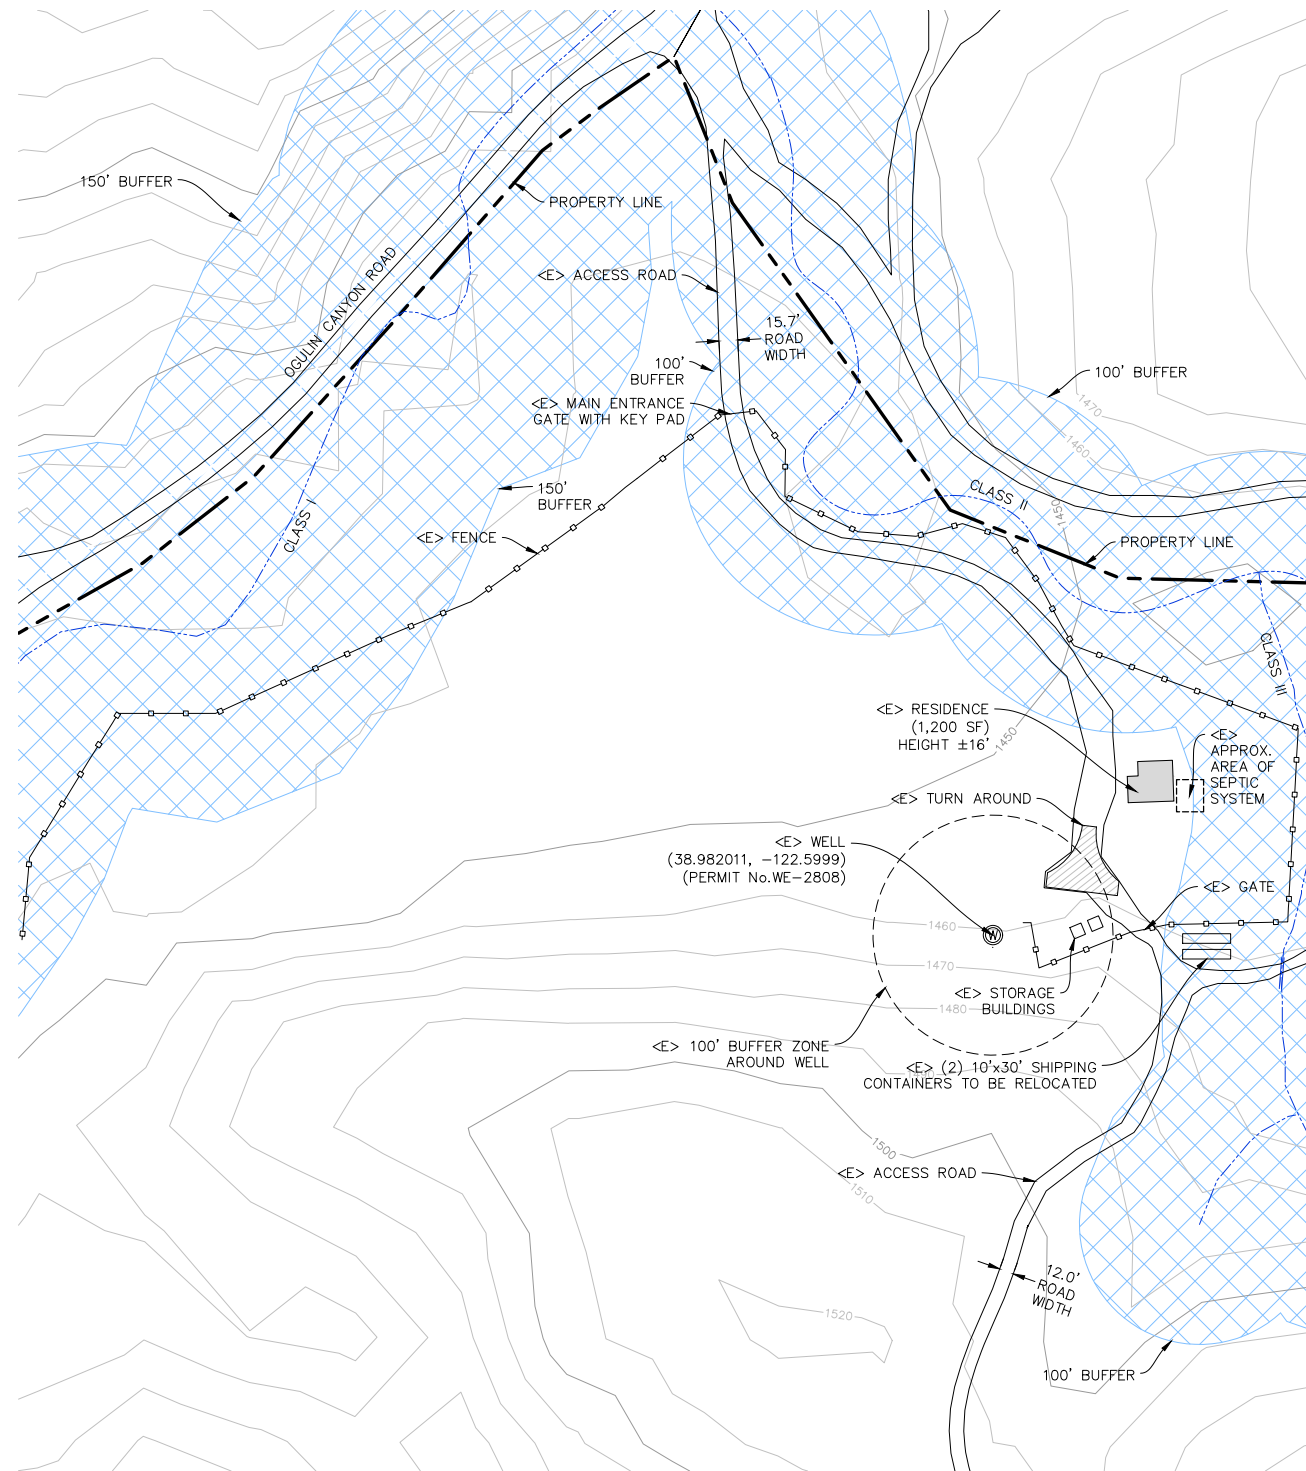 150' BUFFER
PROPERTY LINE
OGULIN CANYON ROAD
<E> ACCESS ROAD
15.7'
ROAD
WIDTH
100'
BUFFER
100' BUFFER
<E> MAIN ENTRANCE
GATE WITH KEY PAD
1470
1460
150'
BUFFER
CLASS I
CLASS II
1450
<E> FENCE
PROPERTY LINE
CLASS III
<E> RESIDENCE
(1,200 SF)
HEIGHT ±16'
1450
<E>
APPROX.
AREA OF
SEPTIC
SYSTEM
<E> TURN AROUND
<E> WELL
(38.982011, -122.5999)
(PERMIT No.WE-2808)
<E> GATE
1460
W
1470
<E> STORAGE
BUILDINGS
1480
<E> 100' BUFFER ZONE
AROUND WELL
<E> (2) 10'x30' SHIPPING
CONTAINERS TO BE RELOCATED
1500
<E> ACCESS ROAD
1510
12.0'
ROAD
WIDTH
1520
100' BUFFER